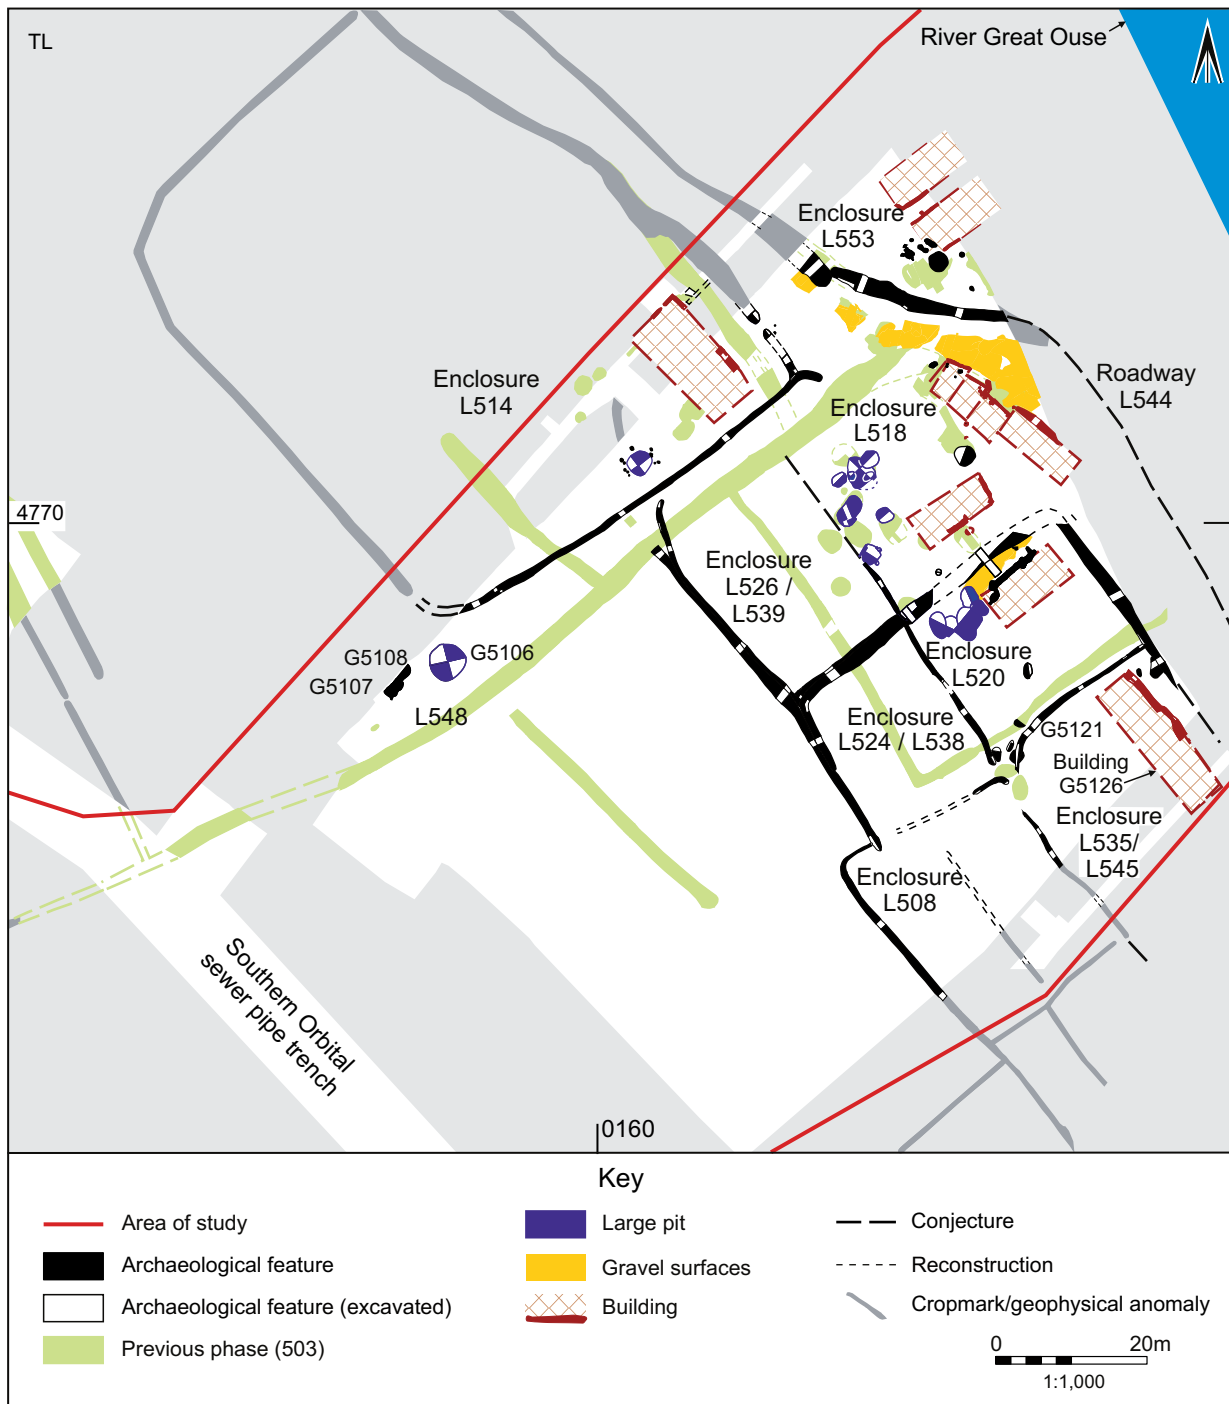 TL
River Great Ouse
Enclosure
L553
Roadway
L544
Enclosure
L514
Enclosure
L518
4770
Enclosure
L526 /
L539
G5108
G5106
G5107
L548
Enclosure
L520
Enclosure
L524 / L538
G5121
Building
G5126
Enclosure
L535/
L545
Enclosure
L508
Southern Orbital
sewer pipe trench
0160
Key
Area of study
Archaeological feature
Archaeological feature (excavated)
Previous phase (503)
Large pit
Gravel surfaces
Building
Conjecture
Reconstruction
Cropmark/geophysical anomaly
0 20m
1:1,000